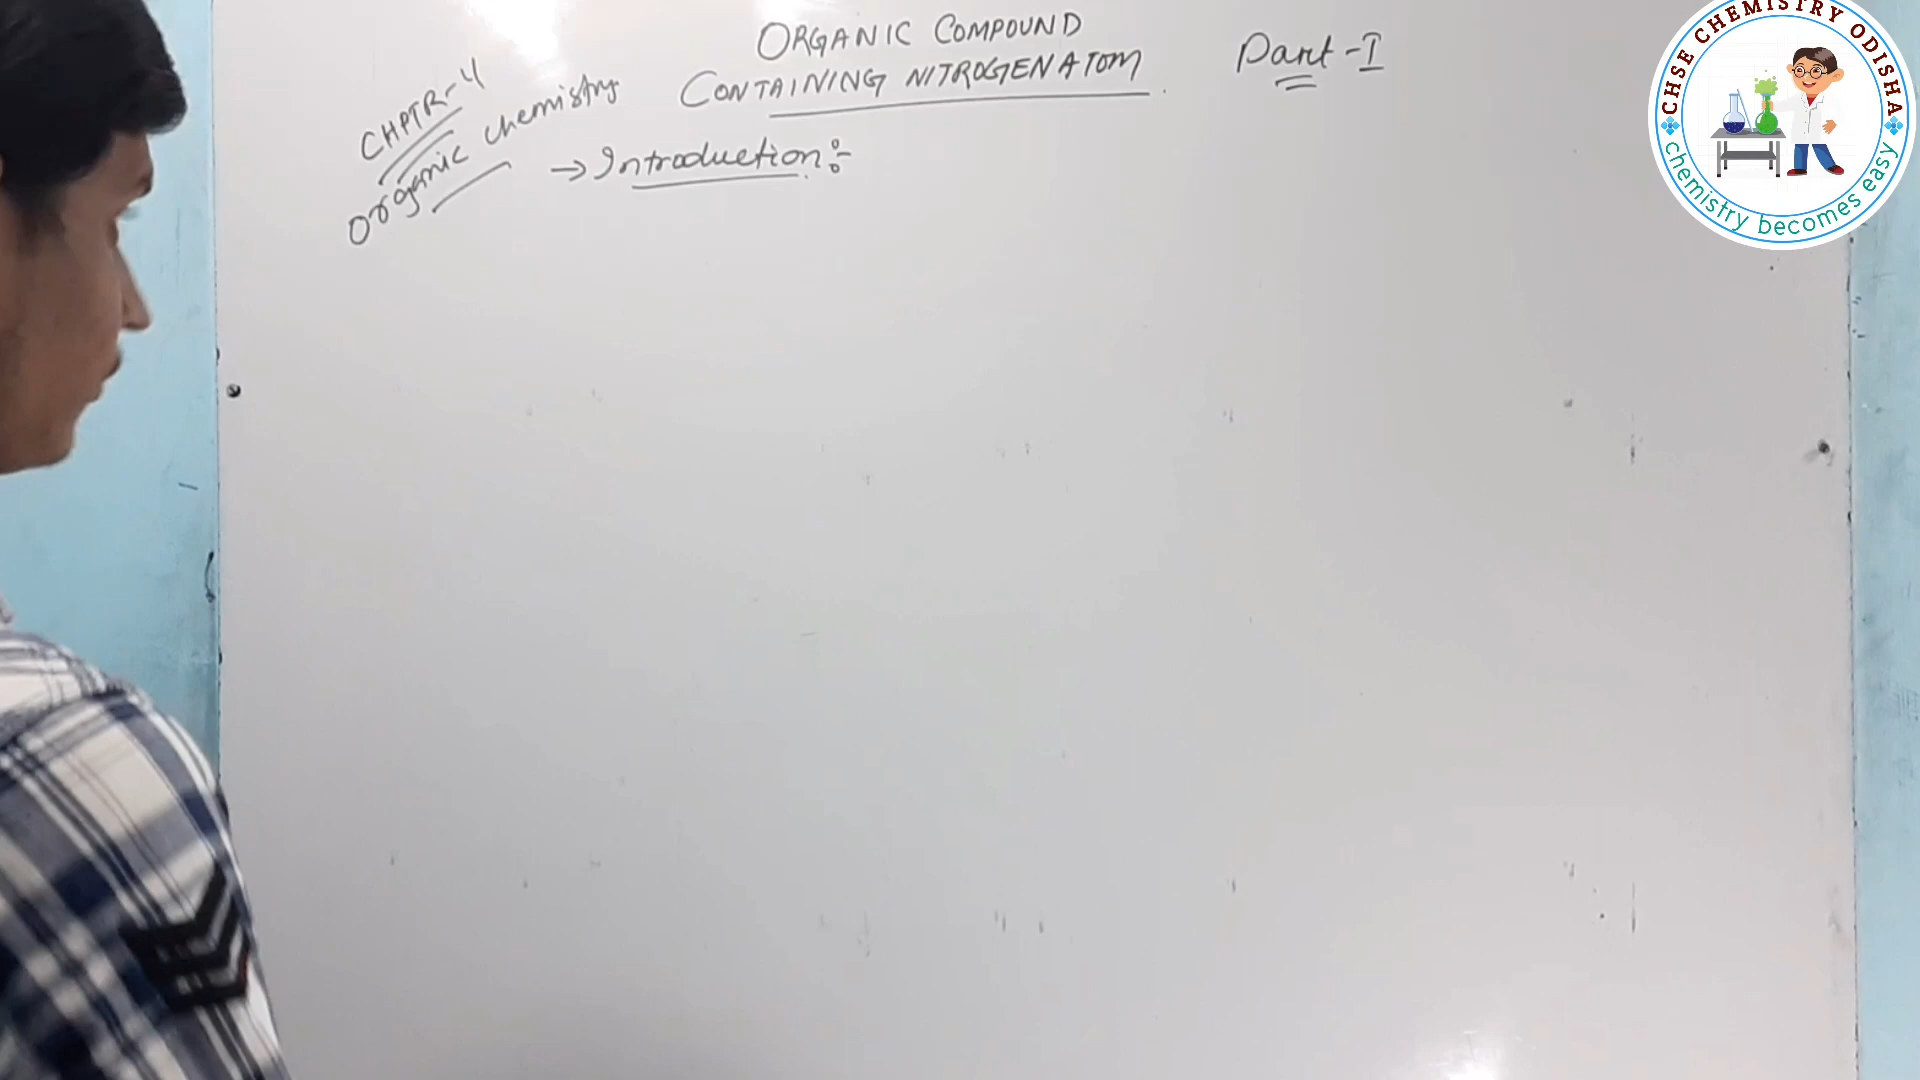 ORGANIC COMPOUND
CONTAINING NITROGEN ATOM
Part-I
CHPTR-4
Organic chemistry
→ Introduction:-
CHSE CHEMISTRY ODISHA
chemistry becomes easy